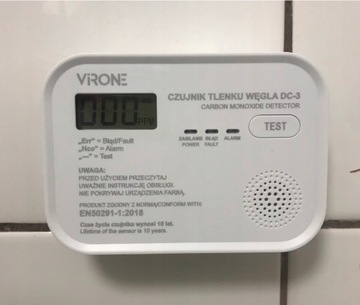 VIRONE
CZUJNIK TLENKU WĘGLA DC-3
CARBON MONOXIDE DETECTOR
000 PPM
ZASILANIE BŁĄD ALARM
POWER FAULT
TEST
„Err" = Błąd/Fault
„Hco" = Alarm
„---" = Test
UWAGA:
PRZED UŻYCIEM PRZECZYTAJ
UWAŻNIE INSTRUKCJĘ OBSŁUGI.
NIE POKRYWAJ URZĄDZENIA FARBĄ.
PRODUKT ZGODNY Z NORMĄ/CONFORM WITH:
EN50291-1:2018
Czas życia czujnika wynosi 10 lat.
Lifetime of the sensor is 10 years.